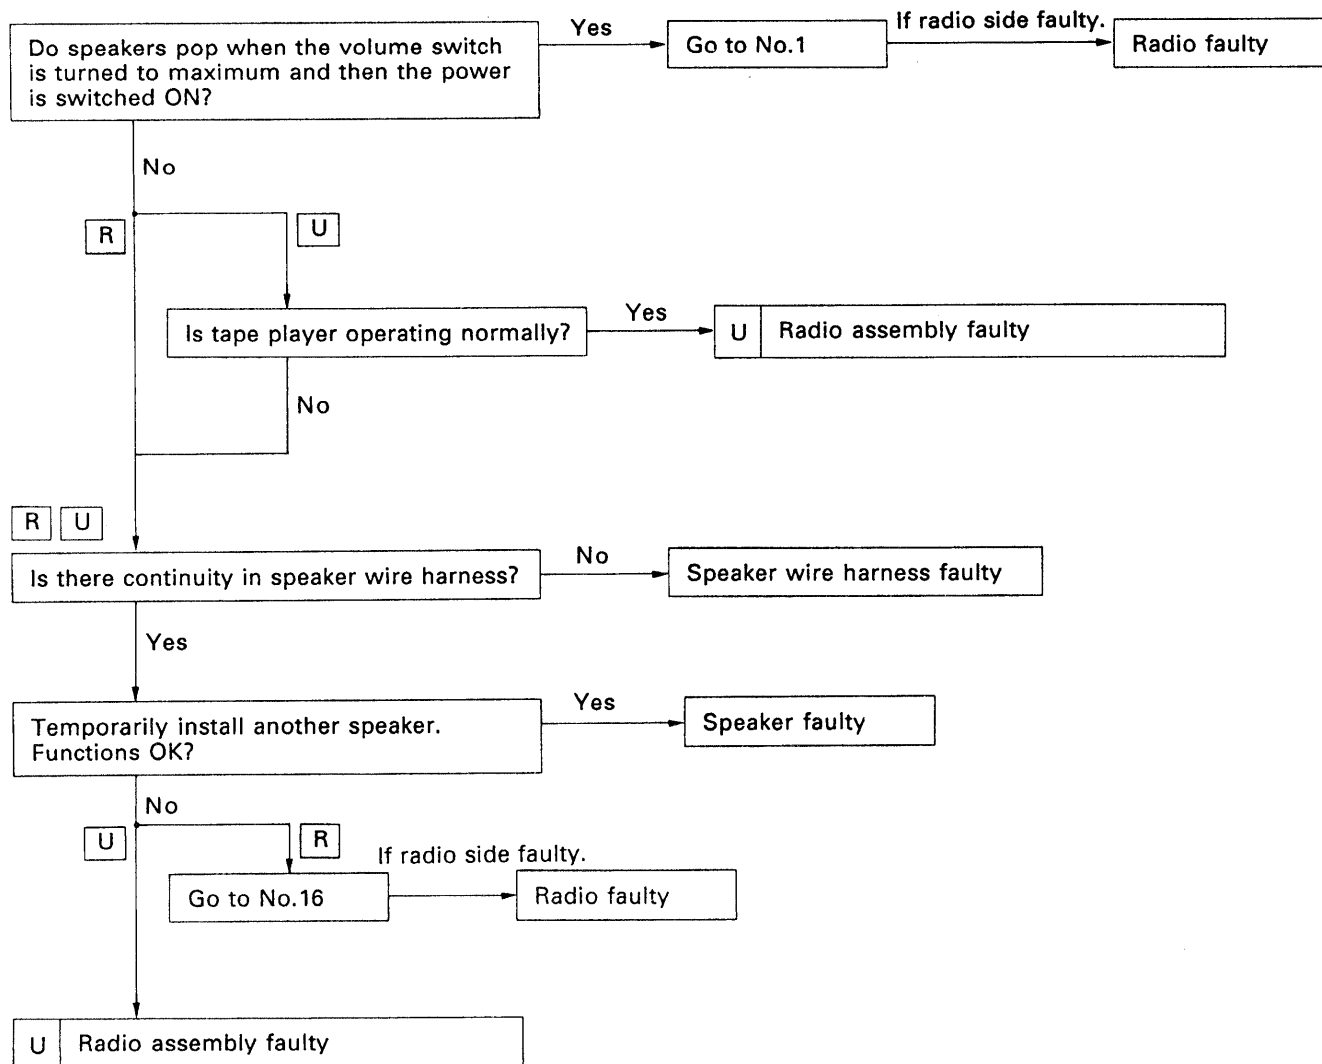 Do speakers pop when the volume switch
is turned to maximum and then the power
is switched ON?
Yes
Go to No.1
If radio side faulty.
Radio faulty
No
R
U
Is tape player operating normally?
Yes
U
Radio assembly faulty
No
R
U
Is there continuity in speaker wire harness?
No
Speaker wire harness faulty
Yes
Temporarily install another speaker.
Functions OK?
Yes
Speaker faulty
No
U
R
If radio side faulty.
Go to No.16
Radio faulty
U
Radio assembly faulty